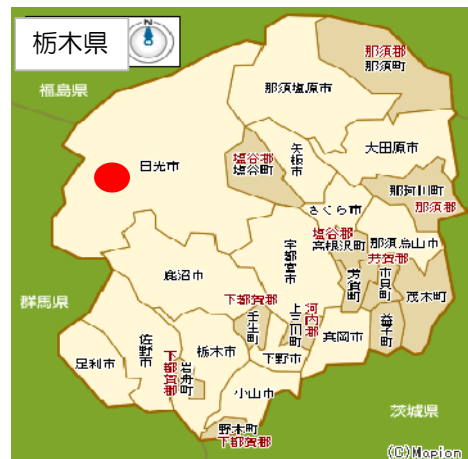 栃木県
N
福島県
那須郡
那須町
那須塩原市
大田原市
日光市
塩谷郡
塩谷町
矢板市
那珂川町
那須郡
さくら市
塩谷郡
高根沢町
那須烏山市
宇都宮市
芳賀郡
芳賀町
市貝町
茂木町
鹿沼市
群馬県
下都賀郡
壬生町
上三川町
河内郡
真岡市
益子町
足利市
佐野市
下都賀郡
岩舟町
栃木市
下野市
小山市
野木町
下都賀郡
茨城県
(C)Mapion